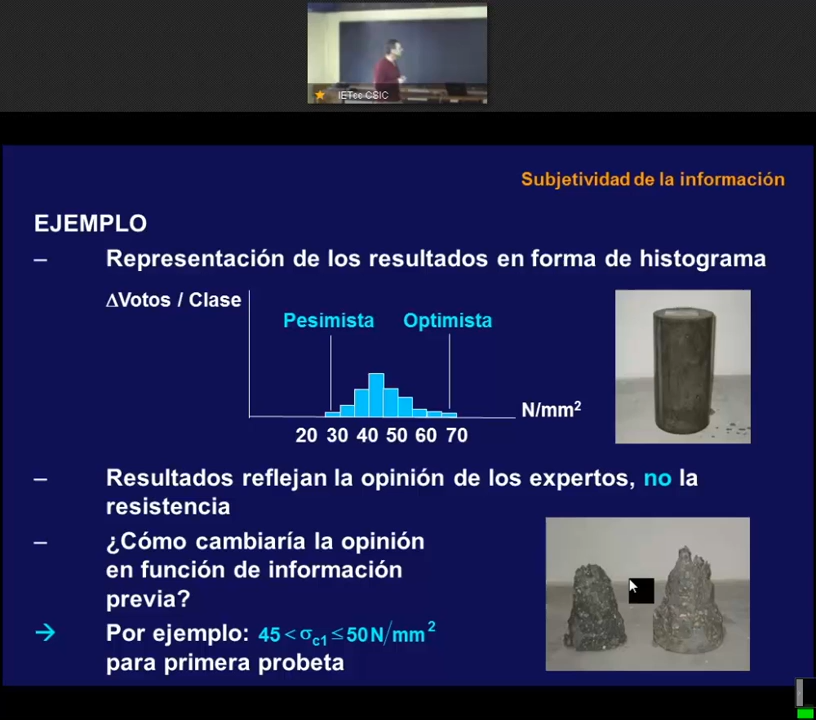 IETcc CSIC
Subjetividad de la información
EJEMPLO
– Representación de los resultados en forma de histograma
ΔVotos / Clase
Pesimista Optimista
N/mm²
20 30 40 50 60 70
– Resultados reflejan la opinión de los expertos, no la
resistencia
– ¿Cómo cambiaría la opinión
en función de información
previa?
→ Por ejemplo: 45 < σc1 ≤ 50 N/mm²
para primera probeta